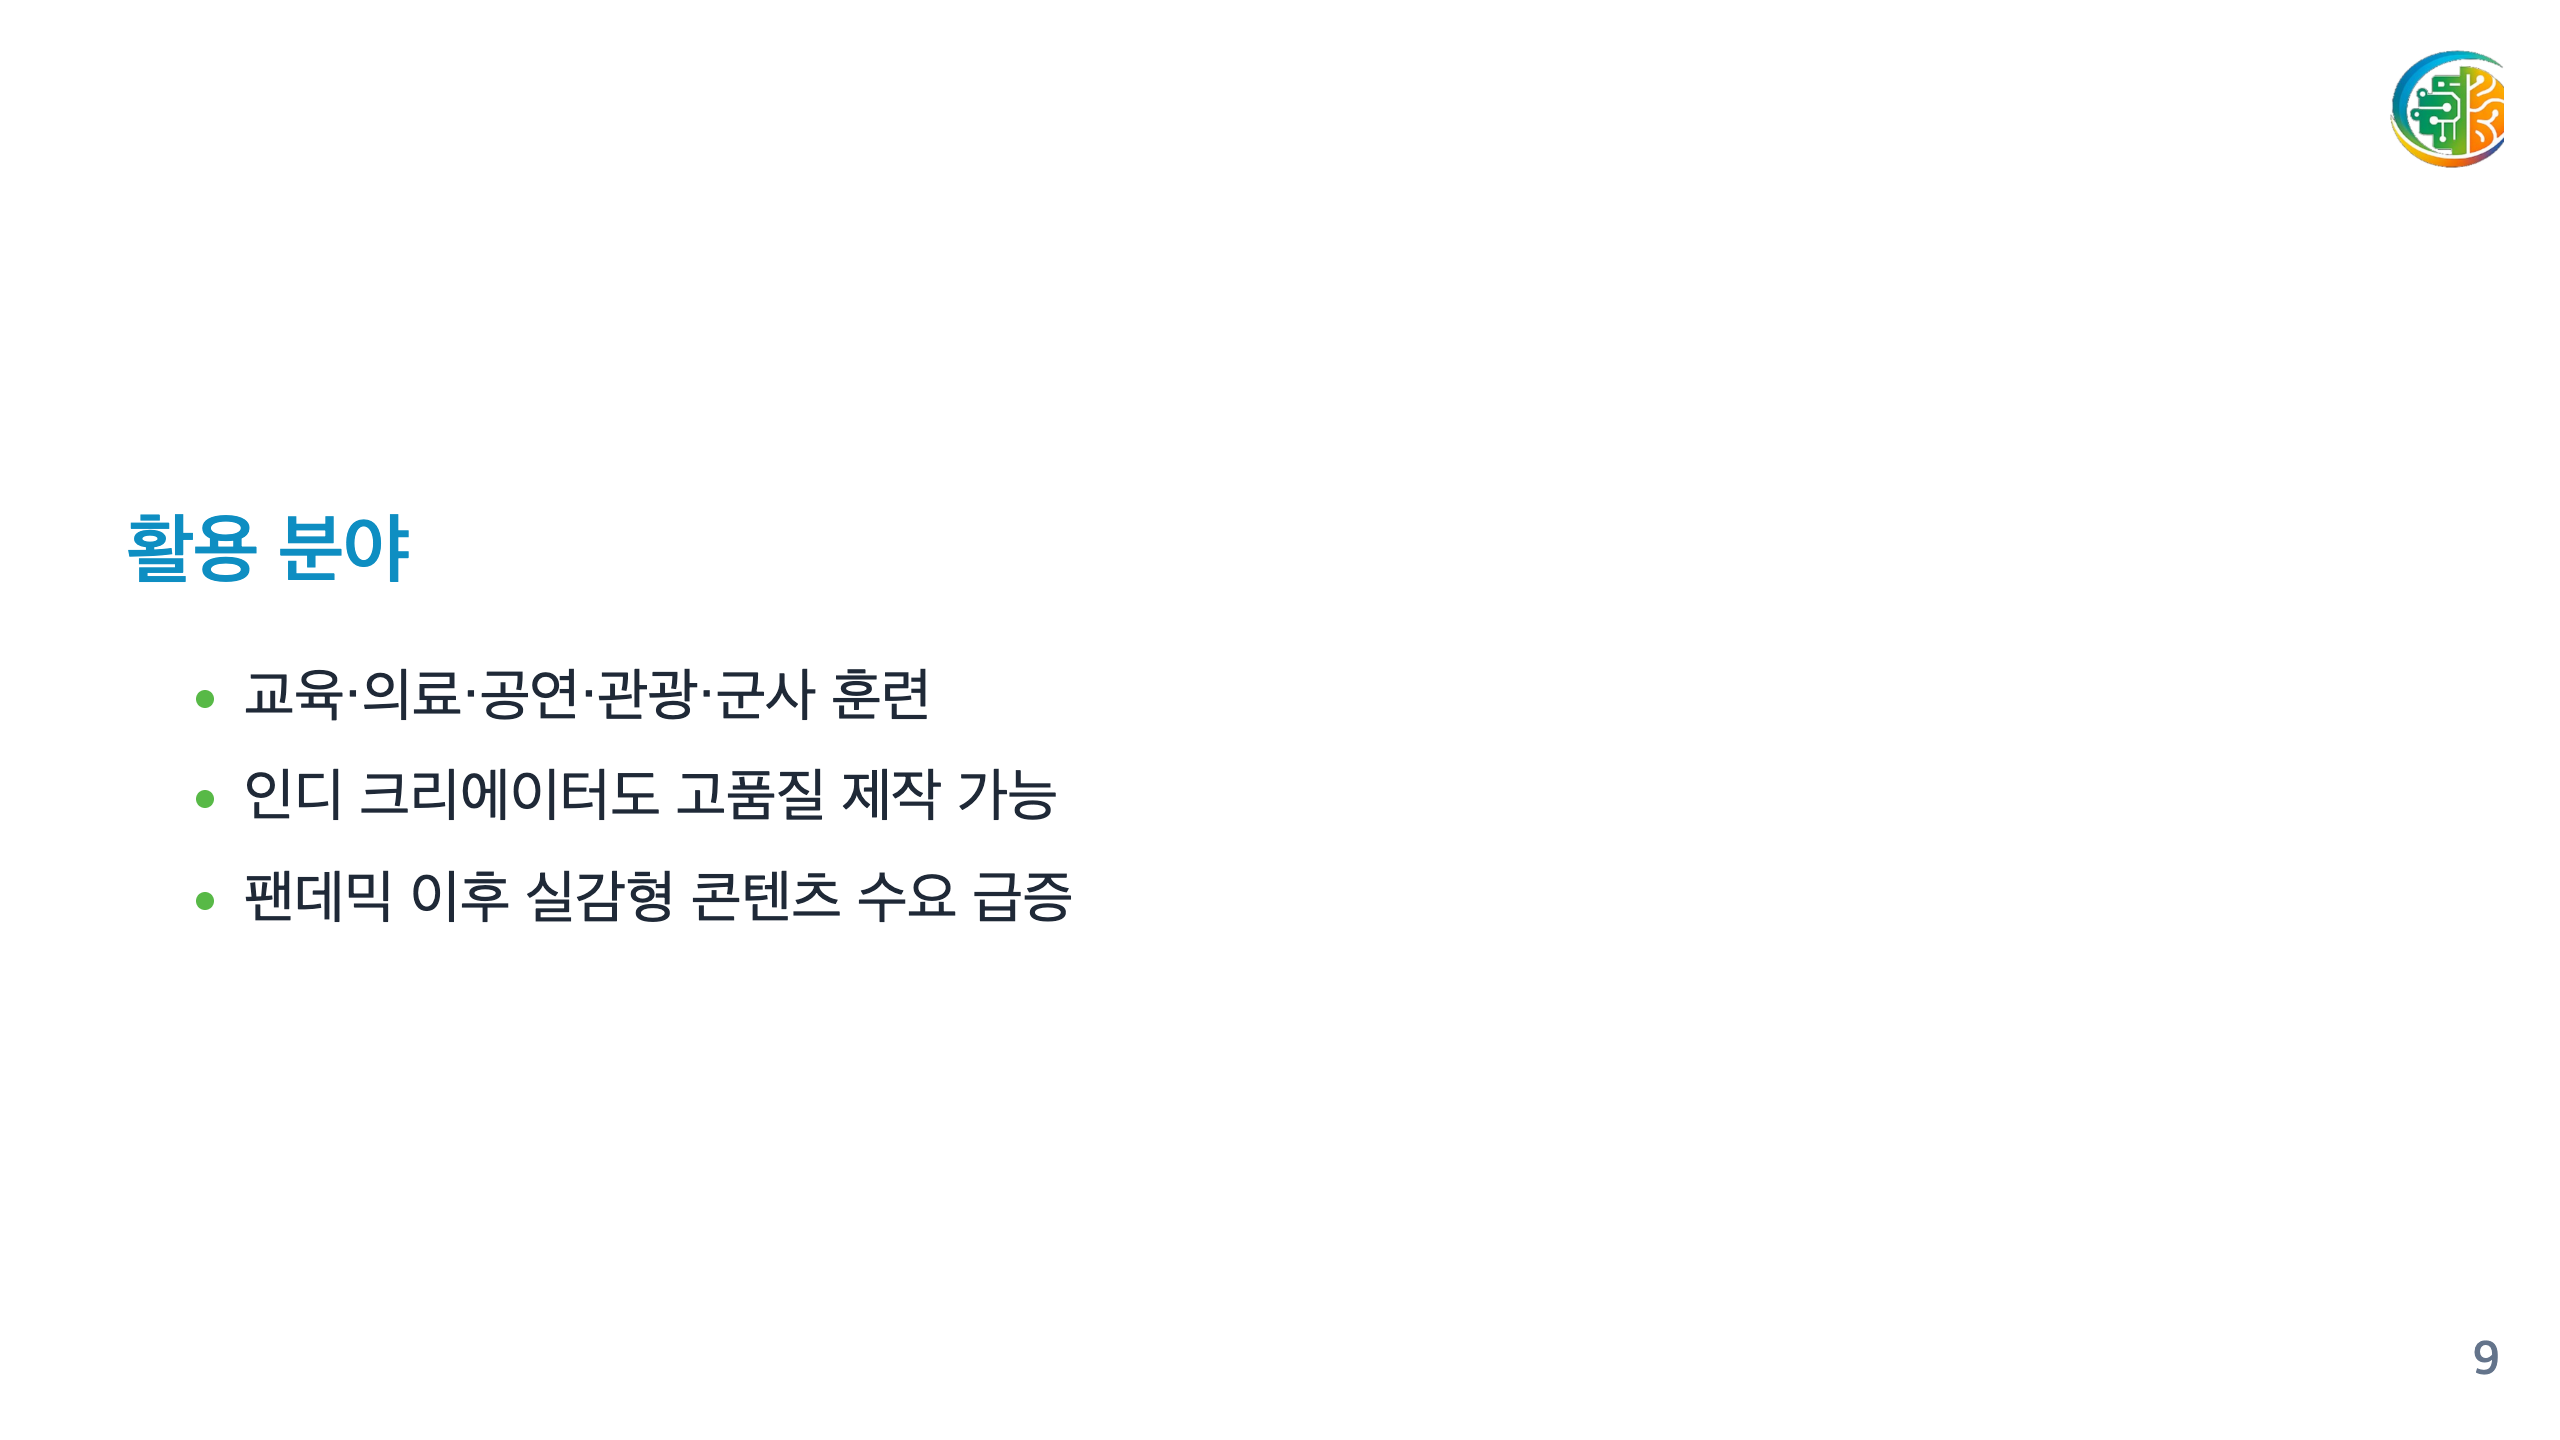 활용 분야
• 교육·의료·공연·관광·군사 훈련
• 인디 크리에이터도 고품질 제작 가능
• 팬데믹 이후 실감형 콘텐츠 수요 급증
9